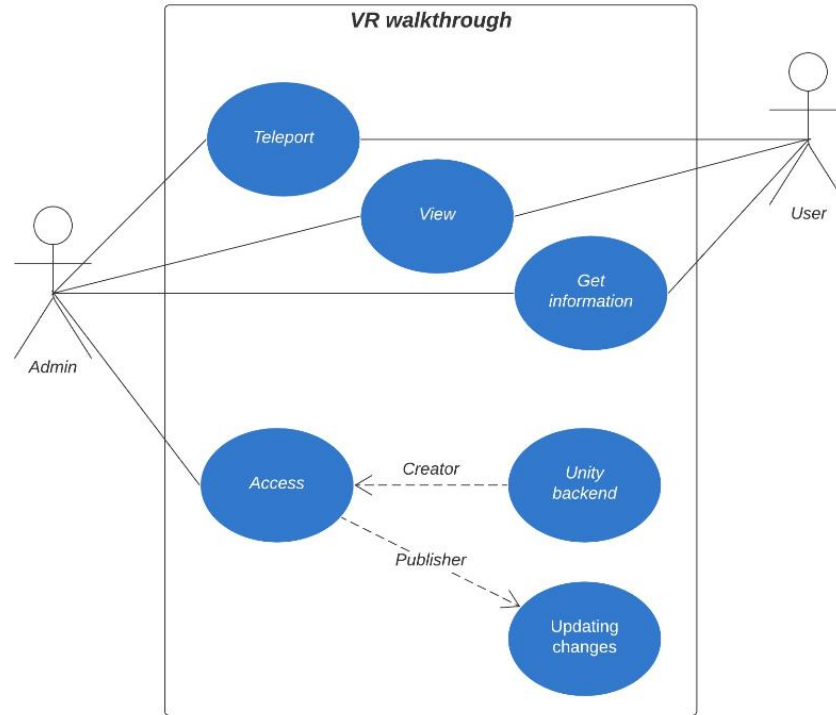 VR walkthrough
Teleport
View
User
Get
information
Admin
Access
Creator
Unity
backend
Publisher
Updating
changes